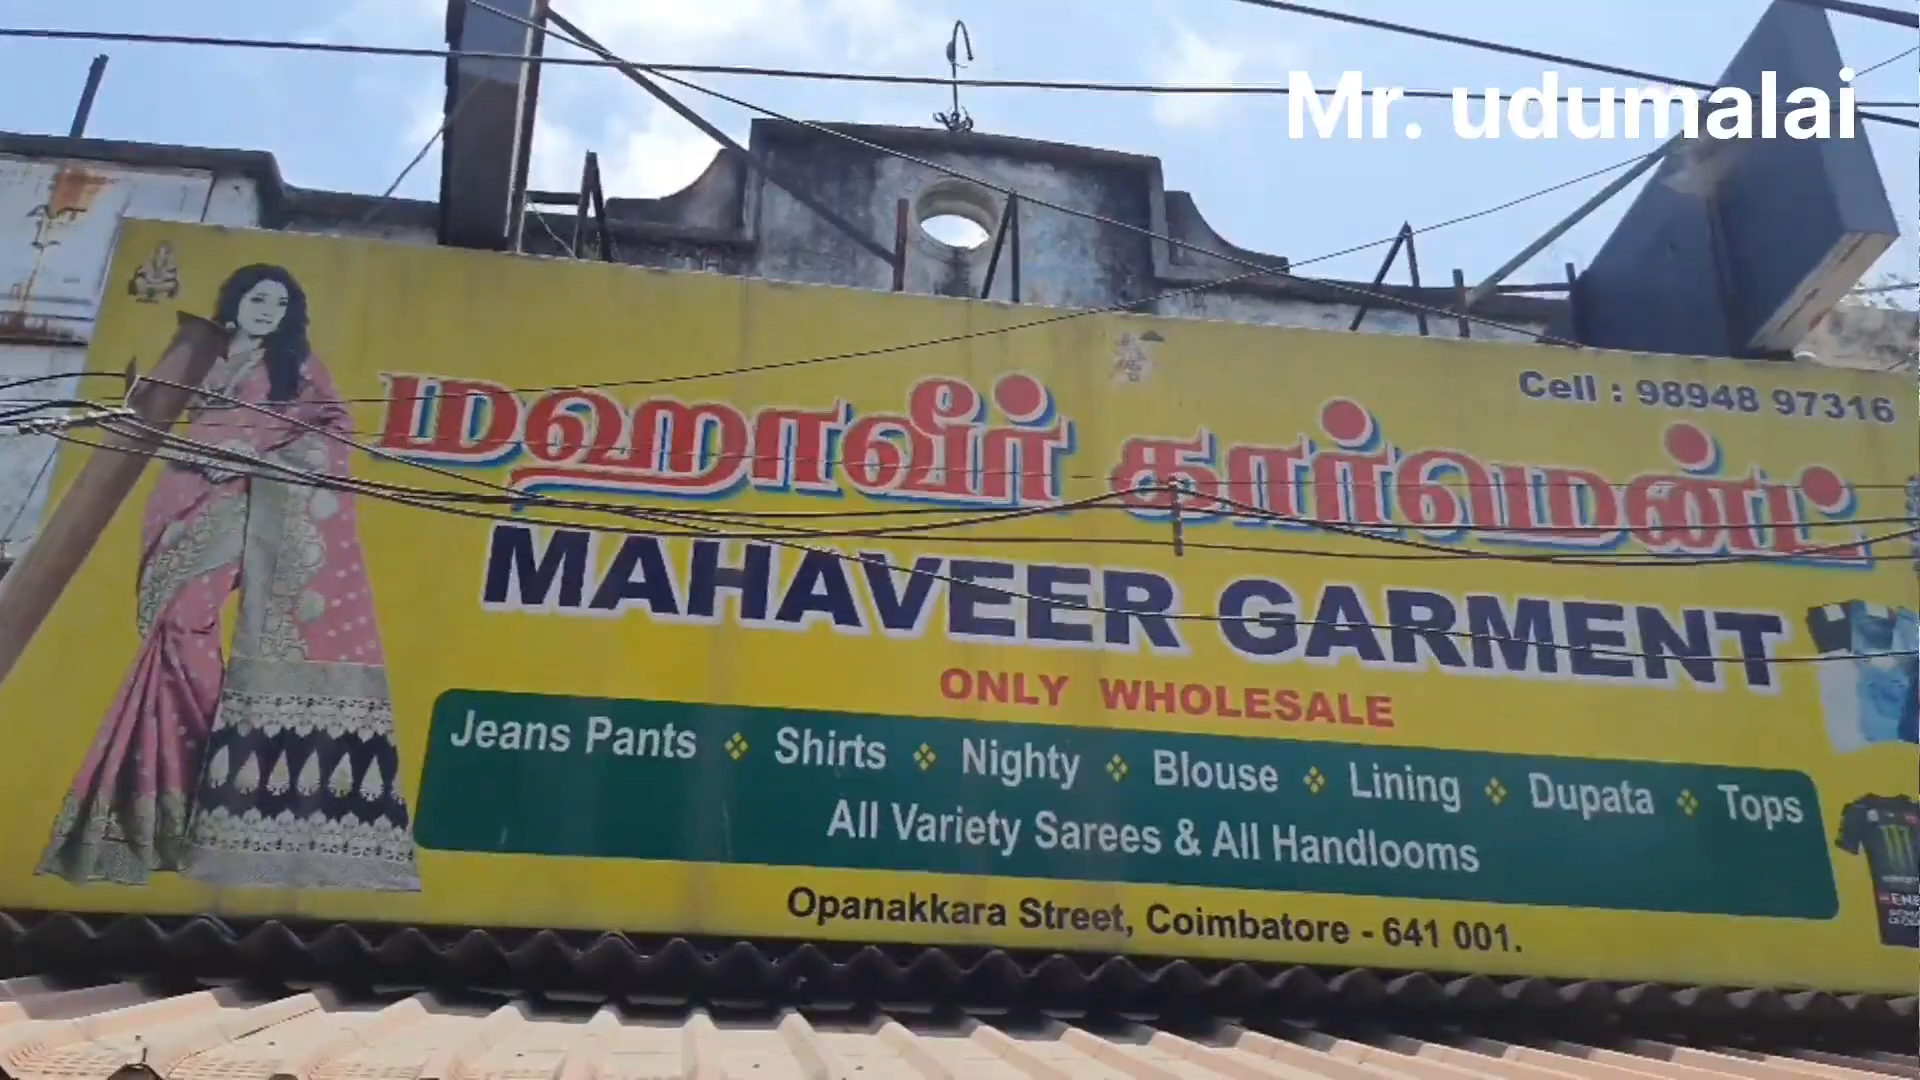 Mr. udumalai
Cell : 98948 97316
மஹாவீர் கார்மென்ட்
MAHAVEER GARMENT
ONLY WHOLESALE
Jeans Pants ❖ Shirts ❖ Nighty ❖ Blouse ❖ Lining ❖ Dupata ❖ Tops
All Variety Sarees & All Handlooms
Opanakkara Street, Coimbatore - 641 001.